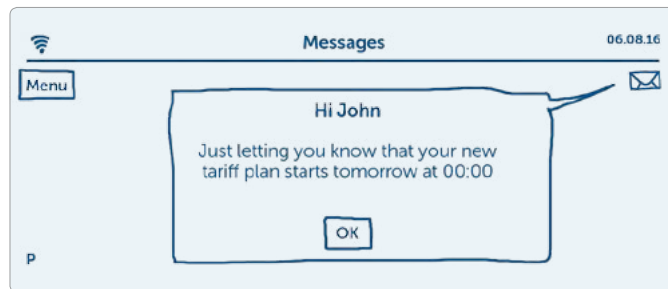 Messages
06.08.16
Menu
Hi John
Just letting you know that your new
tariff plan starts tomorrow at 00:00
OK
P